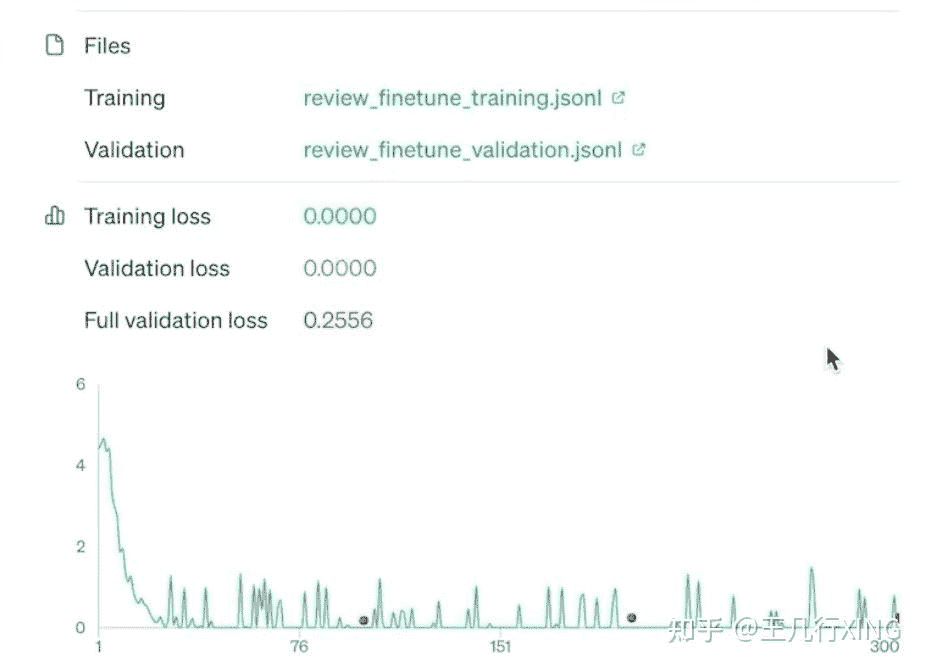 Files
Training review_finetune_training.jsonl
Validation review_finetune_validation.jsonl
Training loss 0.0000
Validation loss 0.0000
Full validation loss 0.2556
6
4
2
0
1 76 151 300
知乎 @王几行XING